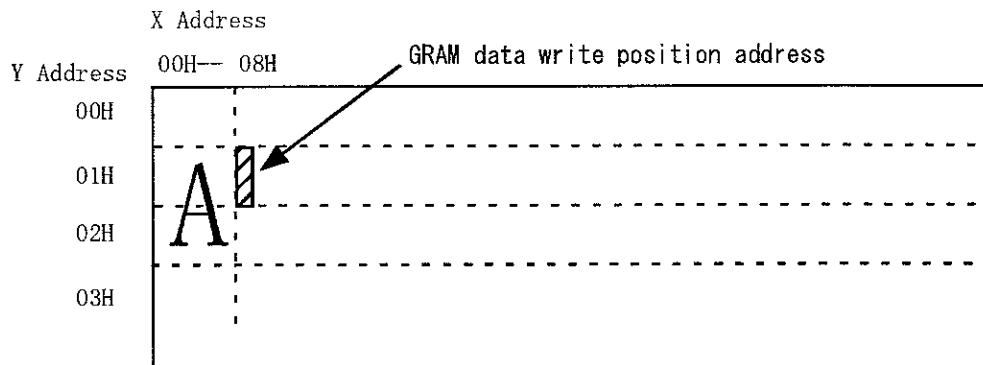 X Address
GRAM data write position address
Y Address 00H-- 08H
00H
01H
A
02H
03H